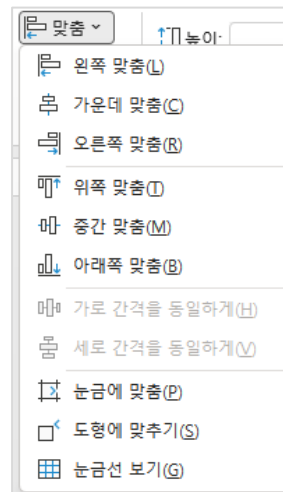 맞춤
높이:
왼쪽 맞춤(L)
가운데 맞춤(C)
오른쪽 맞춤(R)
위쪽 맞춤(T)
중간 맞춤(M)
아래쪽 맞춤(B)
가로 간격을 동일하게(H)
세로 간격을 동일하게(V)
눈금에 맞춤(P)
도형에 맞추기(S)
눈금선 보기(G)